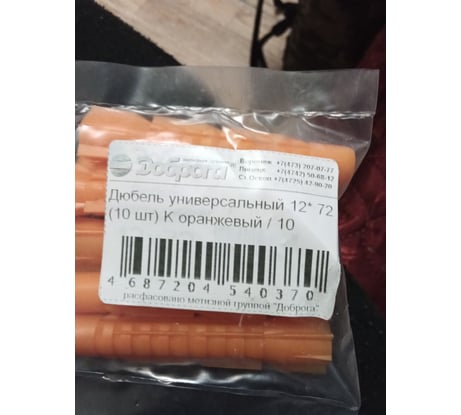 Доброга
Воронеж +7(473) 207-07-77
Липецк +7(4742) 50-68-12
Ст.Оскол +7(4725) 42-90-20
Дюбель универсальный 12* 72
(10 шт) К оранжевый / 10
4 687204 540370
расфасовано метизной группой "Доброга"